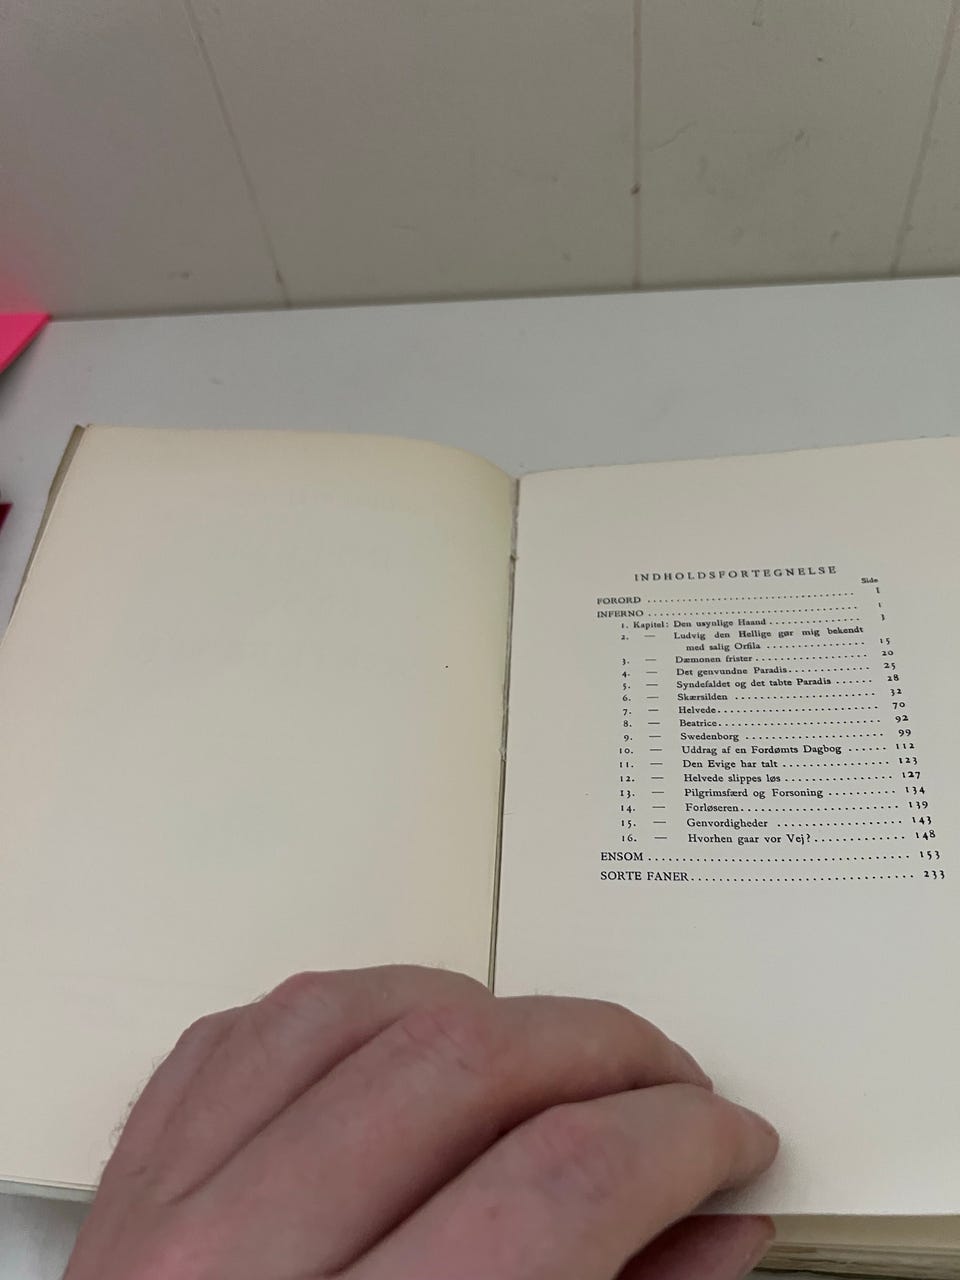 INDHOLDSFORTEGNELSE
Side
FORORD ........................................ I
INFERNO ........................................ 1
1. Kapitel: Den usynlige Haand ................ 3
2. — Ludvig den Hellige gør mig bekendt
med salig Orfila .................. 15
3. — Dæmonen frister .................... 20
4. — Det genvundne Paradis .............. 25
5. — Syndefaldet og det tabte Paradis ...... 28
6. — Skærsilden ........................ 32
7. — Helvede ............................ 70
8. — Beatrice ............................ 92
9. — Swedenborg ........................ 99
10. — Uddrag af en Fordømts Dagbog ...... 112
11. — Den Evige har talt .................. 123
12. — Helvede slippes løs .................. 127
13. — Pilgrimsfærd og Forsoning .......... 134
14. — Forløseren .......................... 139
15. — Genvordigheder .................... 143
16. — Hvorhen gaar vor Vej? .............. 148
ENSOM ........................................ 153
SORTE FANER .................................. 233